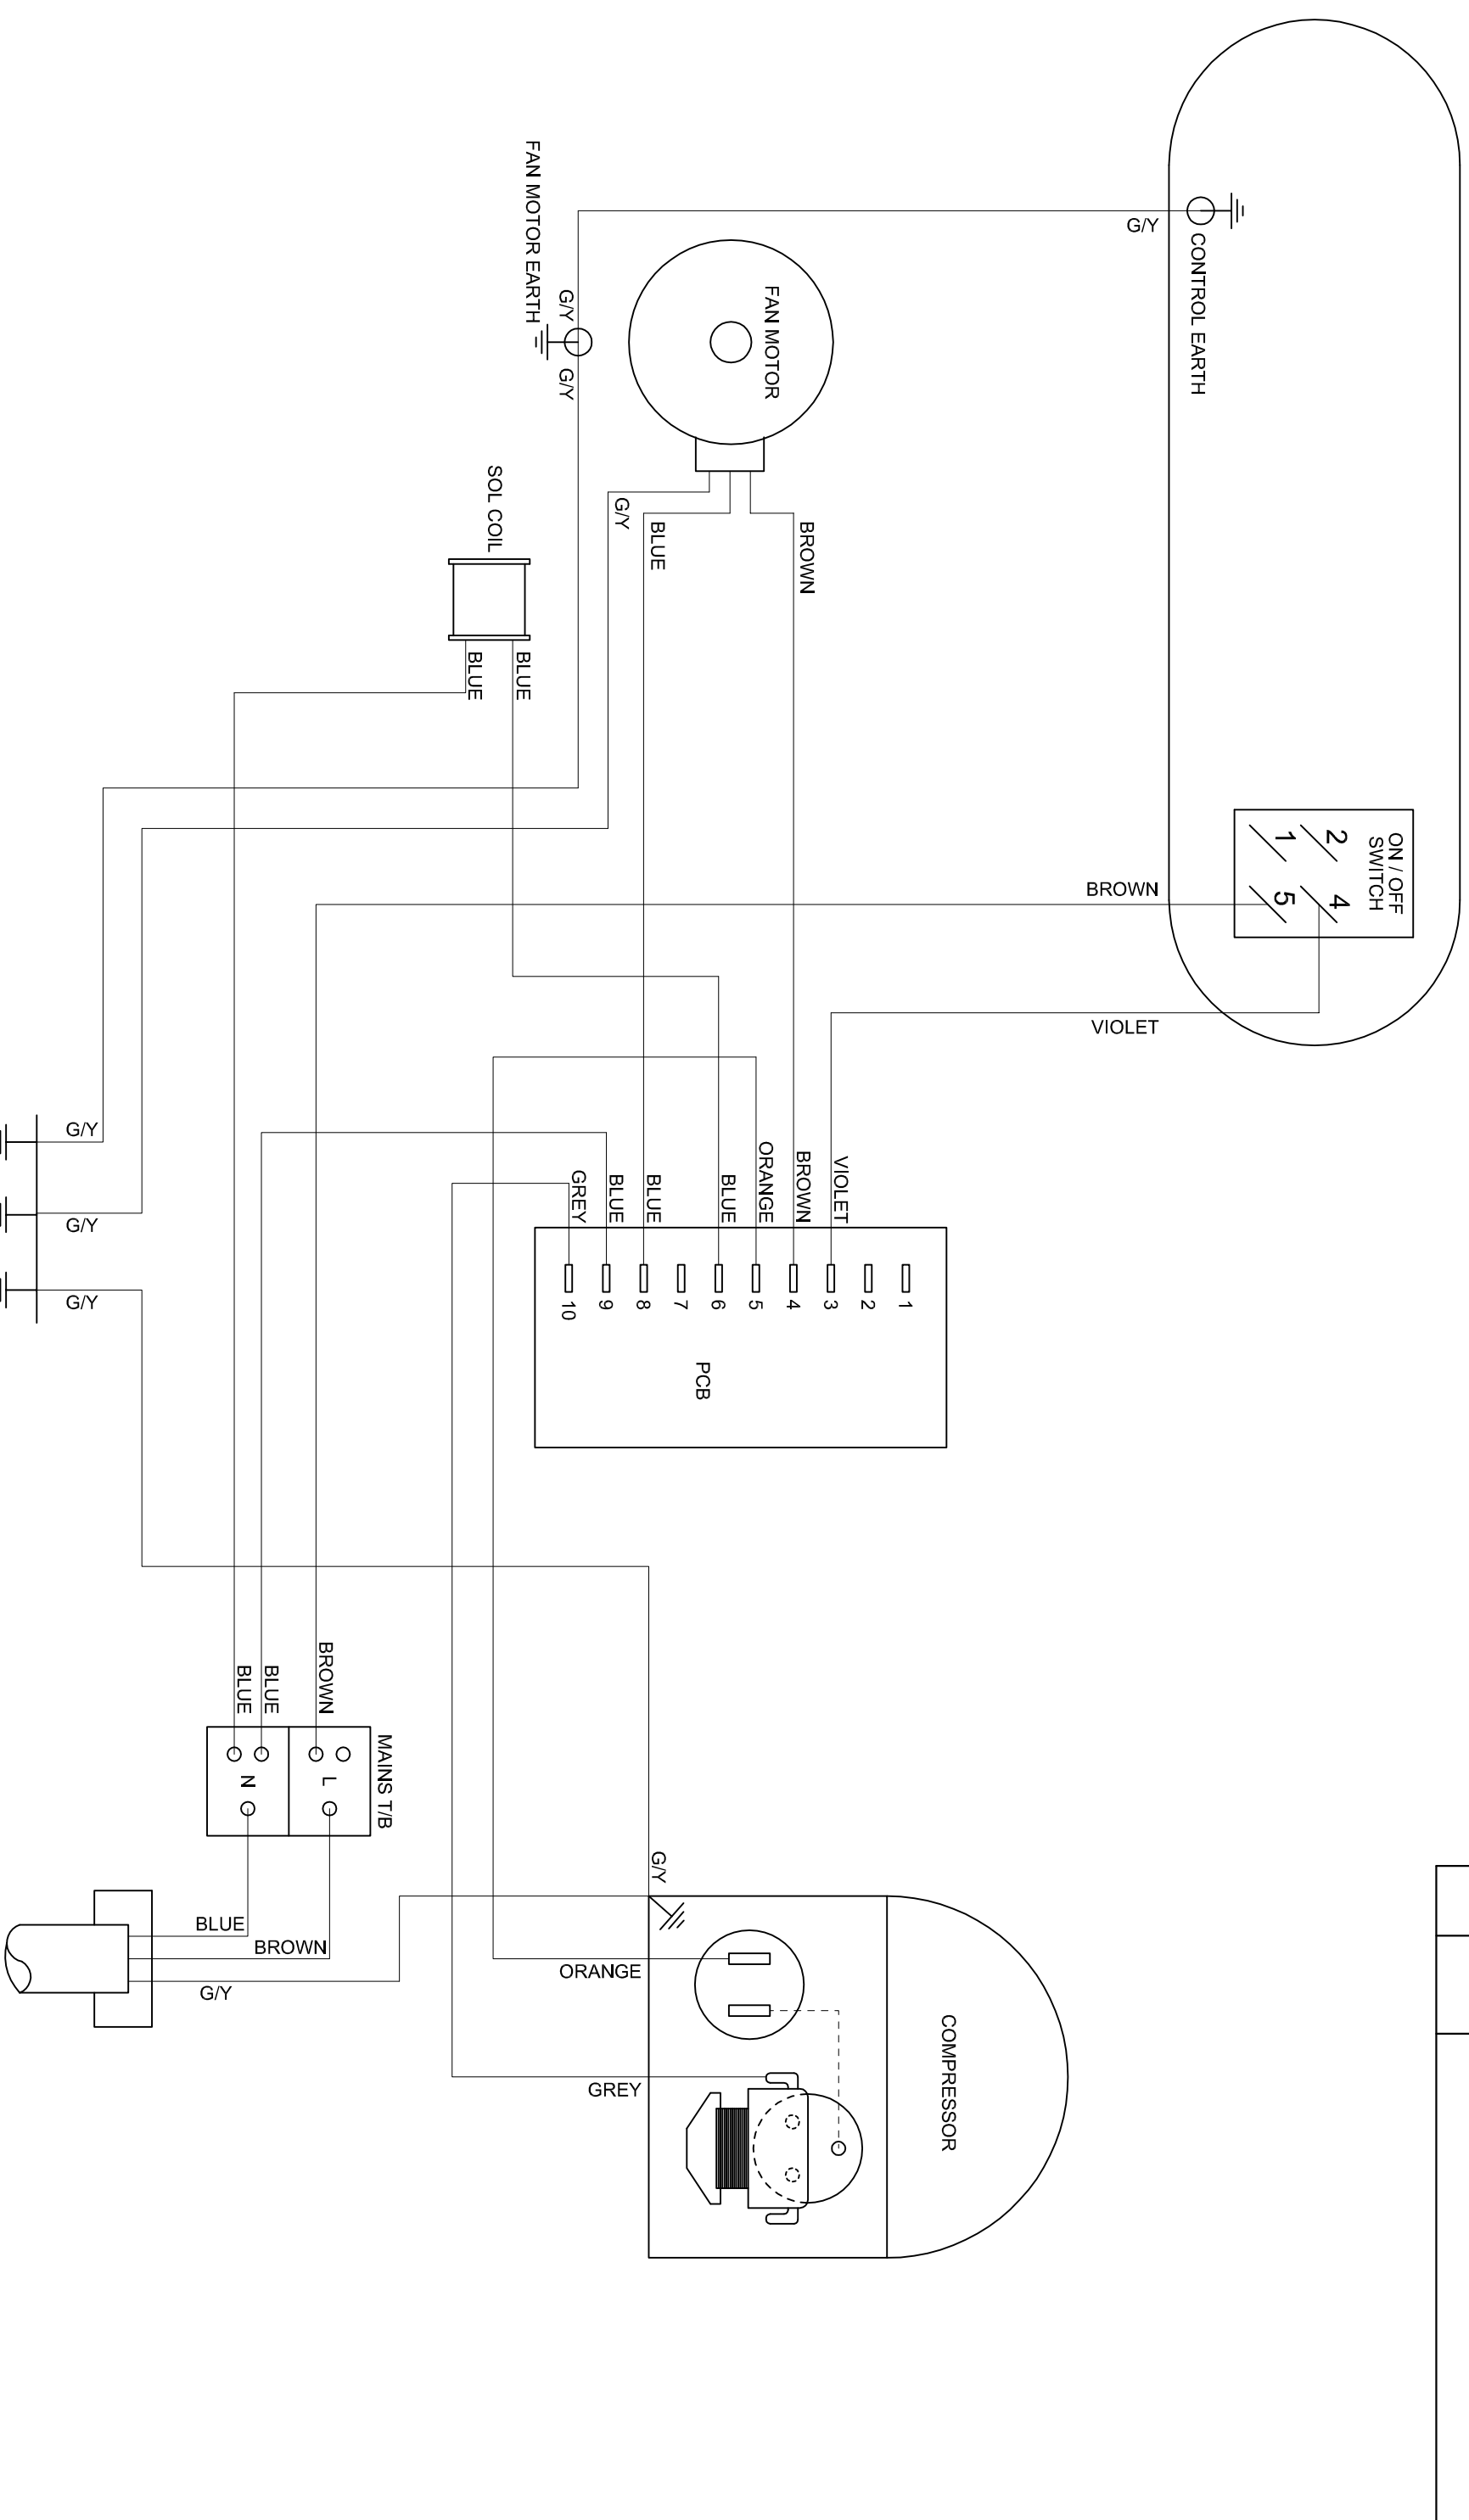 FAN MOTOR EARTH
G/Y
CONTROL EARTH
G/Y
G/Y
FAN MOTOR
SOL COIL
G/Y
BLUE
BROWN
BLUE
BLUE
ON / OFF
SWITCH
2
1
4
5
BROWN
VIOLET
G/Y
G/Y
G/Y
GREY
BLUE
BLUE
BLUE
ORANGE
BROWN
VIOLET
10
9
8
7
6
5
4
3
2
1
PCB
BLUE
BLUE
BROWN
MAINS T/B
N
L
G/Y
BLUE
BROWN
G/Y
ORANGE
GREY
COMPRESSOR